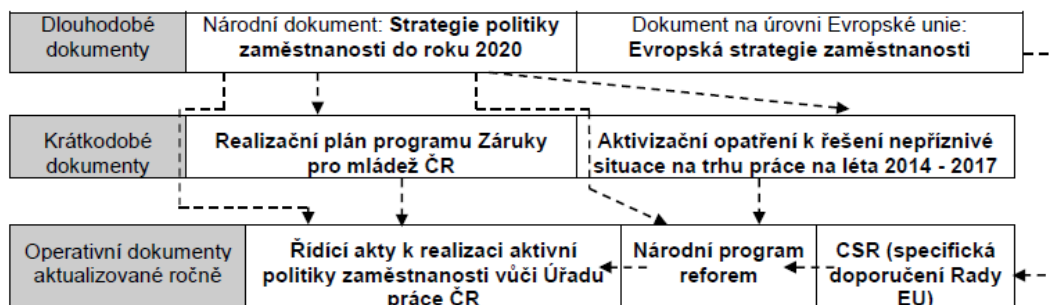 Dlouhodobé
dokumenty
Národní dokument: Strategie politiky
zaměstnanosti do roku 2020
Dokument na úrovni Evropské unie:
Evropská strategie zaměstnanosti
Krátkodobé
dokumenty
Realizační plán programu Záruky
pro mládež ČR
Aktivizační opatření k řešení nepříznivé
situace na trhu práce na léta 2014 - 2017
Operativní dokumenty
aktualizované ročně
Řídící akty k realizaci aktivní
politiky zaměstnanosti vůči Úřadu
práce ČR
Národní program
reforem
CSR (specifická
doporučení Rady
EU)